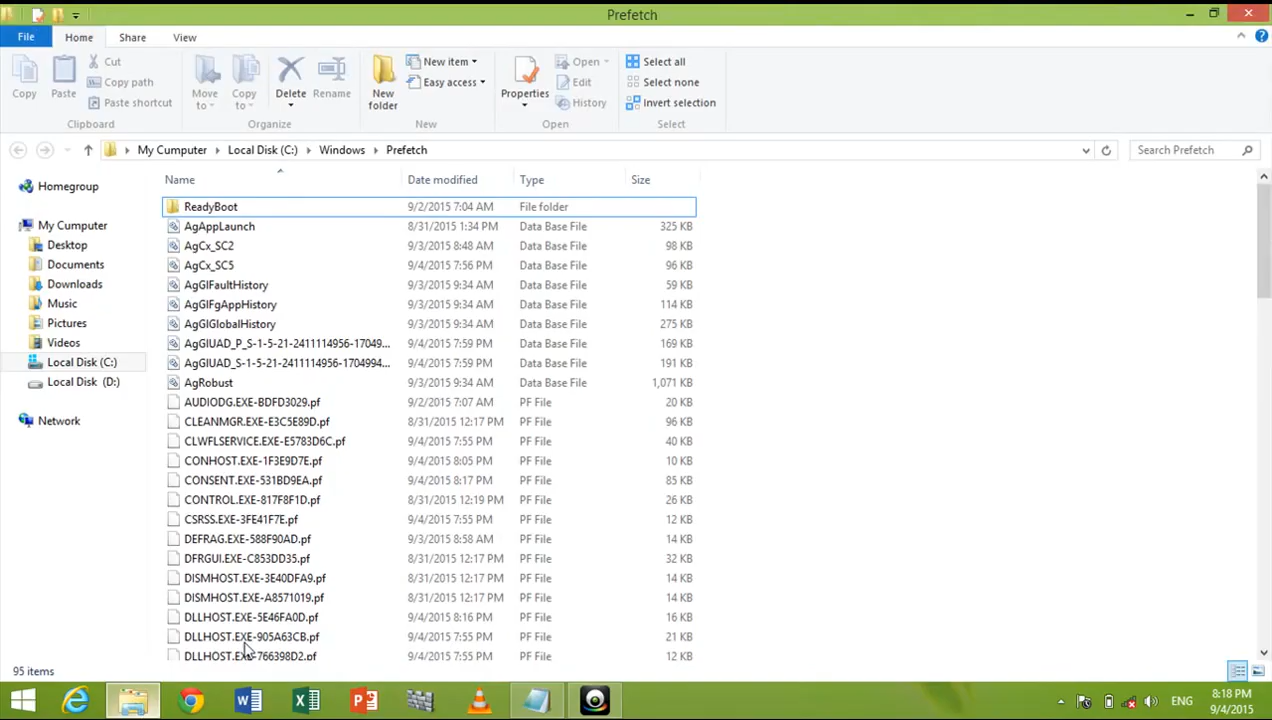 Prefetch
File Home Share View
Copy Paste Cut Copy path Paste shortcut Move to Copy to Delete Rename New folder New item Easy access Properties Open Edit History Select all Select none Invert selection
Clipboard Organize New Open Select
My Computer Local Disk (C:) Windows Prefetch Search Prefetch
Name Date modified Type Size
Homegroup
My Computer
Desktop
Documents
Downloads
Music
Pictures
Videos
Local Disk (C:)
Local Disk (D:)
Network
ReadyBoot 9/2/2015 7:04 AM File folder
AgAppLaunch 8/31/2015 1:34 PM Data Base File 325 KB
AgCx_SC2 9/3/2015 8:48 AM Data Base File 98 KB
AgCx_SC5 9/4/2015 7:56 PM Data Base File 96 KB
AgGlFaultHistory 9/3/2015 9:34 AM Data Base File 59 KB
AgGlFgAppHistory 9/3/2015 9:34 AM Data Base File 114 KB
AgGlGlobalHistory 9/3/2015 9:34 AM Data Base File 275 KB
AgGlUAD_P_S-1-5-21-2411114956-17049... 9/4/2015 7:59 PM Data Base File 169 KB
AgGlUAD_S-1-5-21-2411114956-1704994... 9/4/2015 7:59 PM Data Base File 191 KB
AgRobust 9/3/2015 9:34 AM Data Base File 1,071 KB
AUDIODG.EXE-BDFD3029.pf 9/2/2015 7:07 AM PF File 20 KB
CLEANMGR.EXE-E3C5E89D.pf 8/31/2015 12:17 PM PF File 96 KB
CLWFLSERVICE.EXE-E5783D6C.pf 9/4/2015 7:55 PM PF File 40 KB
CONHOST.EXE-1F3E9D7E.pf 9/4/2015 8:05 PM PF File 10 KB
CONSENT.EXE-531BD9EA.pf 9/4/2015 8:17 PM PF File 85 KB
CONTROL.EXE-817F8F1D.pf 8/31/2015 12:19 PM PF File 26 KB
CSRSS.EXE-3FE41F7E.pf 9/4/2015 7:55 PM PF File 12 KB
DEFRAG.EXE-588F90AD.pf 9/3/2015 8:58 AM PF File 14 KB
DFRGUI.EXE-C853DD35.pf 8/31/2015 12:17 PM PF File 32 KB
DISMHOST.EXE-3E40DFA9.pf 8/31/2015 12:17 PM PF File 14 KB
DISMHOST.EXE-A8571019.pf 8/31/2015 12:17 PM PF File 14 KB
DLLHOST.EXE-5E46FA0D.pf 9/4/2015 8:16 PM PF File 16 KB
DLLHOST.EXE-905A63CB.pf 9/4/2015 7:55 PM PF File 21 KB
DLLHOST.EXE-766398D2.pf 9/4/2015 7:55 PM PF File 12 KB
95 items
ENG 8:18 PM
9/4/2015